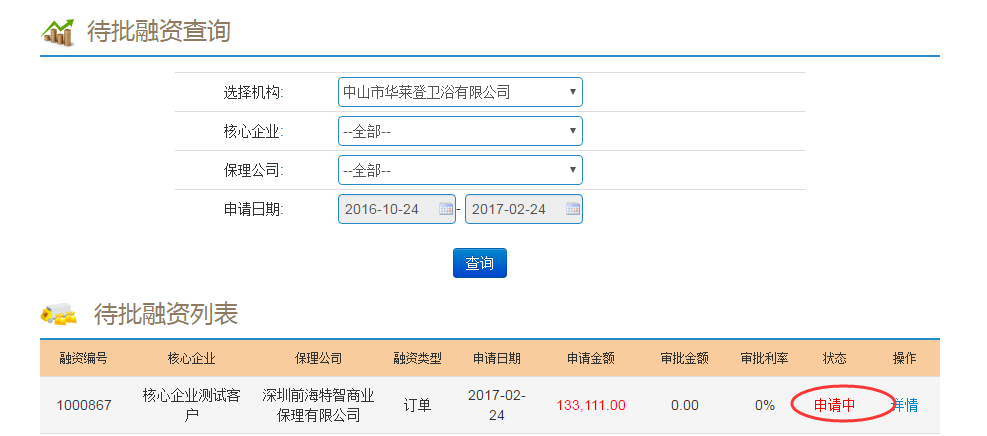 待批融资查询
选择机构: 中山市华莱登卫浴有限公司
核心企业: --全部--
保理公司: --全部--
申请日期: 2016-10-24 - 2017-02-24
查询
待批融资列表
融资编号 核心企业 保理公司 融资类型 申请日期 申请金额 审批金额 审批利率 状态 操作
1000867 核心企业测试客户 深圳前海特智商业保理有限公司 订单 2017-02-24 133,111.00 0.00 0% 申请中 详情